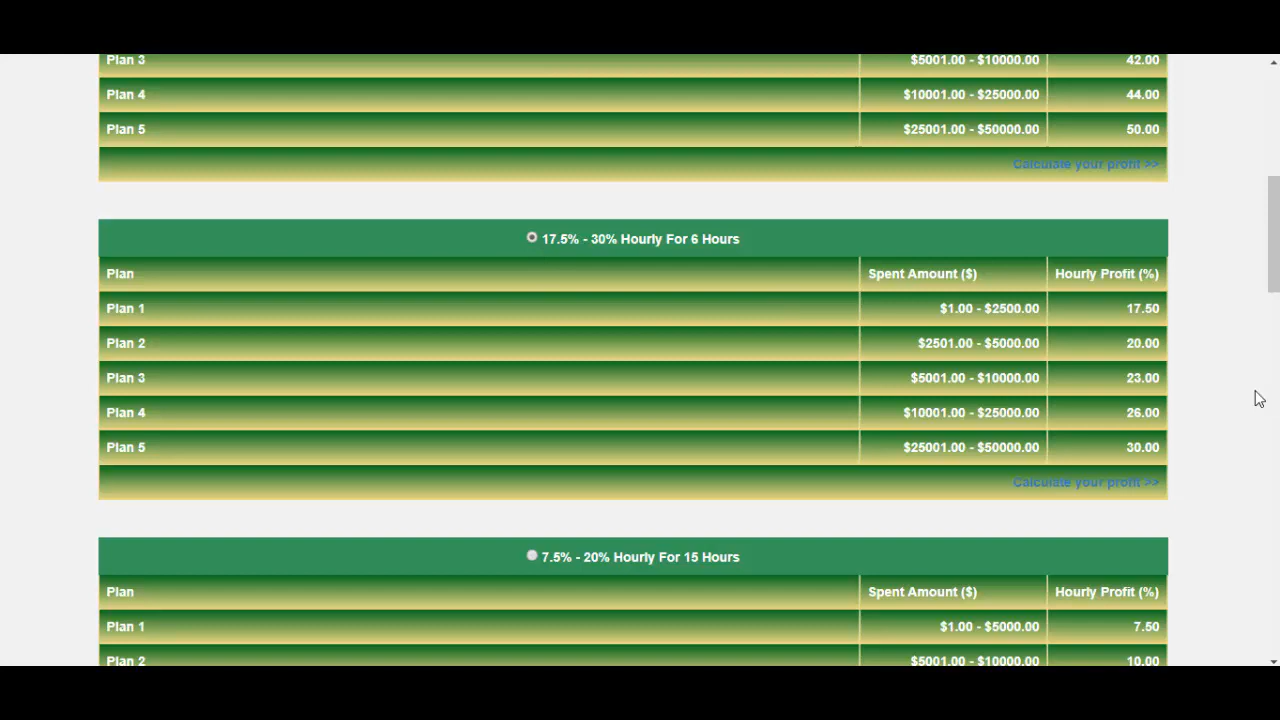 Plan 3 $5001.00 - $10000.00 42.00
Plan 4 $10001.00 - $25000.00 44.00
Plan 5 $25001.00 - $50000.00 50.00
Calculate your profit >>
17.5% - 30% Hourly For 6 Hours
Plan Spent Amount ($) Hourly Profit (%)
Plan 1 $1.00 - $2500.00 17.50
Plan 2 $2501.00 - $5000.00 20.00
Plan 3 $5001.00 - $10000.00 23.00
Plan 4 $10001.00 - $25000.00 26.00
Plan 5 $25001.00 - $50000.00 30.00
Calculate your profit >>
7.5% - 20% Hourly For 15 Hours
Plan Spent Amount ($) Hourly Profit (%)
Plan 1 $1.00 - $5000.00 7.50
Plan 2 $5001.00 - $10000.00 10.00